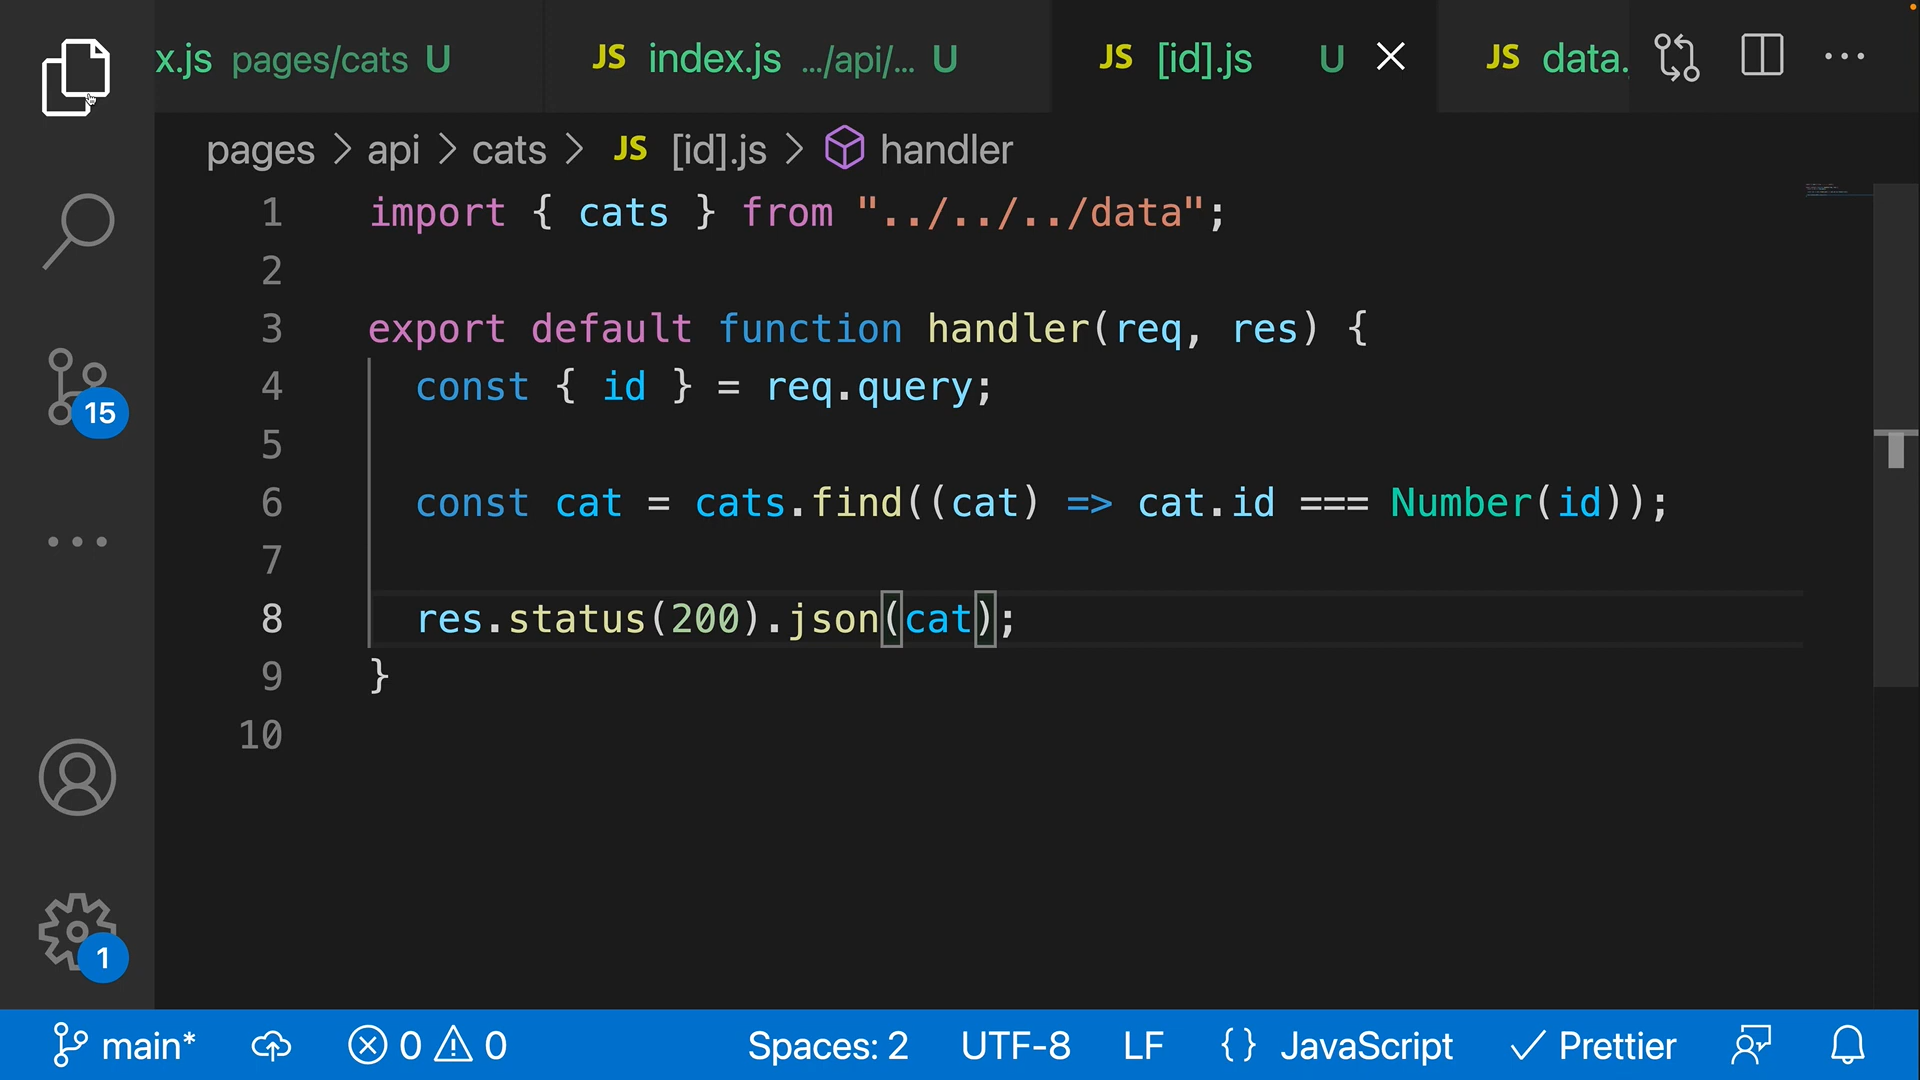 x.js pages/cats U JS index.js .../api/... U JS [id].js U JS data.
pages > api > cats > JS [id].js > handler
1 import { cats } from "../../../data";
2
3 export default function handler(req, res) {
4 const { id } = req.query;
5
6 const cat = cats.find((cat) => cat.id === Number(id));
7
8 res.status(200).json(cat);
9 }
10
15
1
main* 0 0 Spaces: 2 UTF-8 LF {} JavaScript Prettier